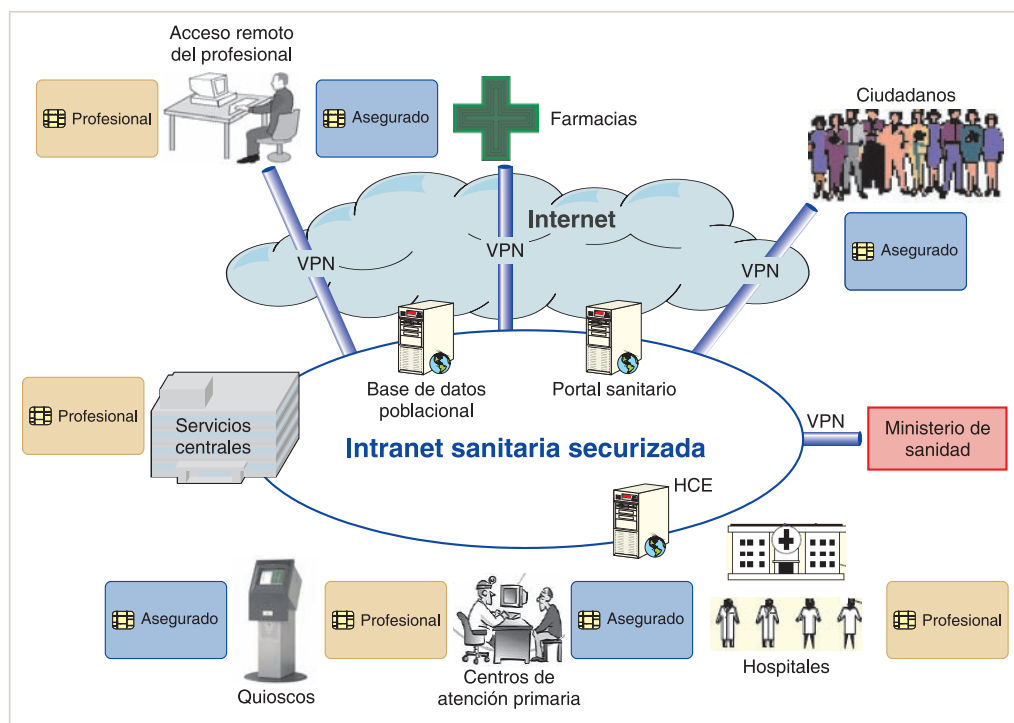 Acceso remoto
del profesional
Profesional
Asegurado
Farmacias
Ciudadanos
Asegurado
Internet
VPN
VPN
VPN
Base de datos
poblacional
Portal sanitario
Profesional
Servicios
centrales
Intranet sanitaria securizada
VPN
Ministerio de
sanidad
HCE
Asegurado
Quioscos
Profesional
Centros de
atención primaria
Asegurado
Hospitales
Profesional